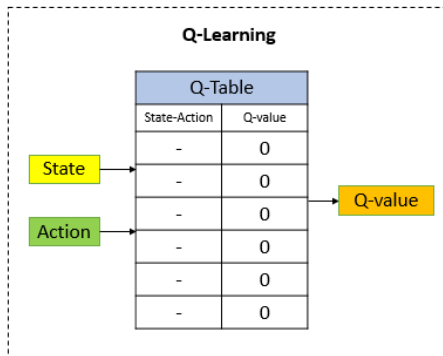 Q-Learning
Q-Table
State-Action Q-value
- 0
- 0
- 0
- 0
- 0
- 0
State
Action
Q-value